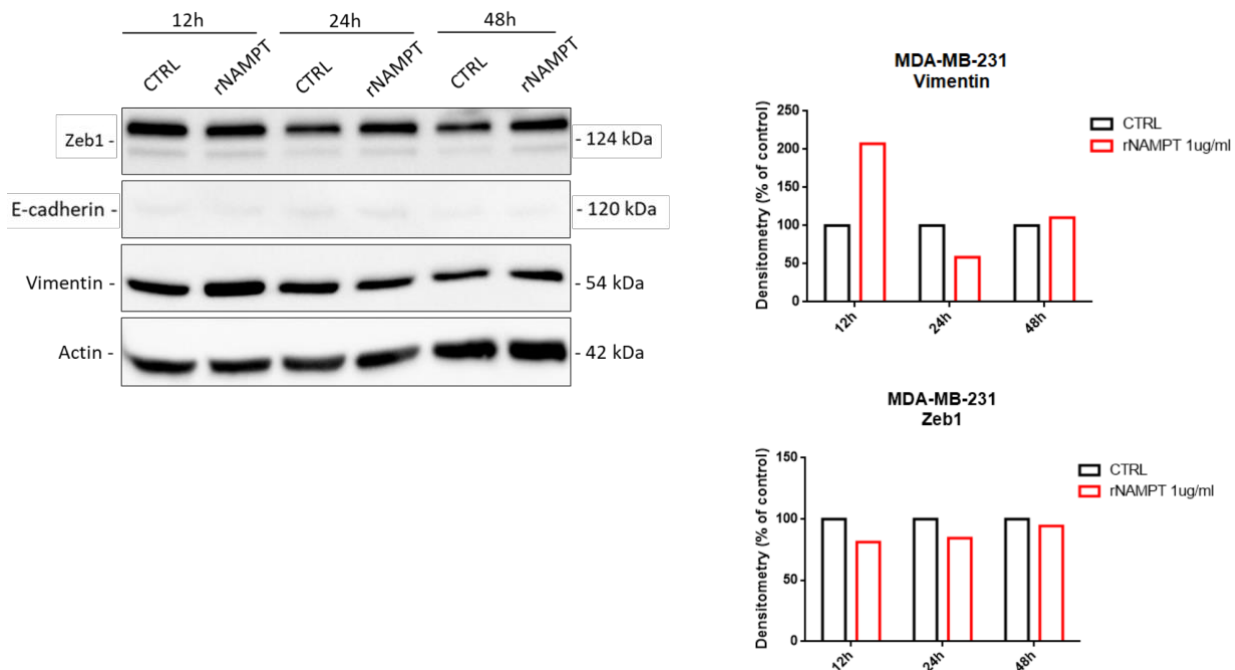 12h
24h
48h
CTRL
rNAMPT
CTRL
rNAMPT
CTRL
rNAMPT
Zeb1 -
- 124 kDa
E-cadherin -
- 120 kDa
Vimentin -
- 54 kDa
Actin -
- 42 kDa
MDA-MB-231
Vimentin
Densitometry (% of control)
250
200
150
100
50
0
12h
24h
48h
CTRL
rNAMPT 1ug/ml
MDA-MB-231
Zeb1
Densitometry (% of control)
150
100
50
0
12h
24h
48h
CTRL
rNAMPT 1ug/ml